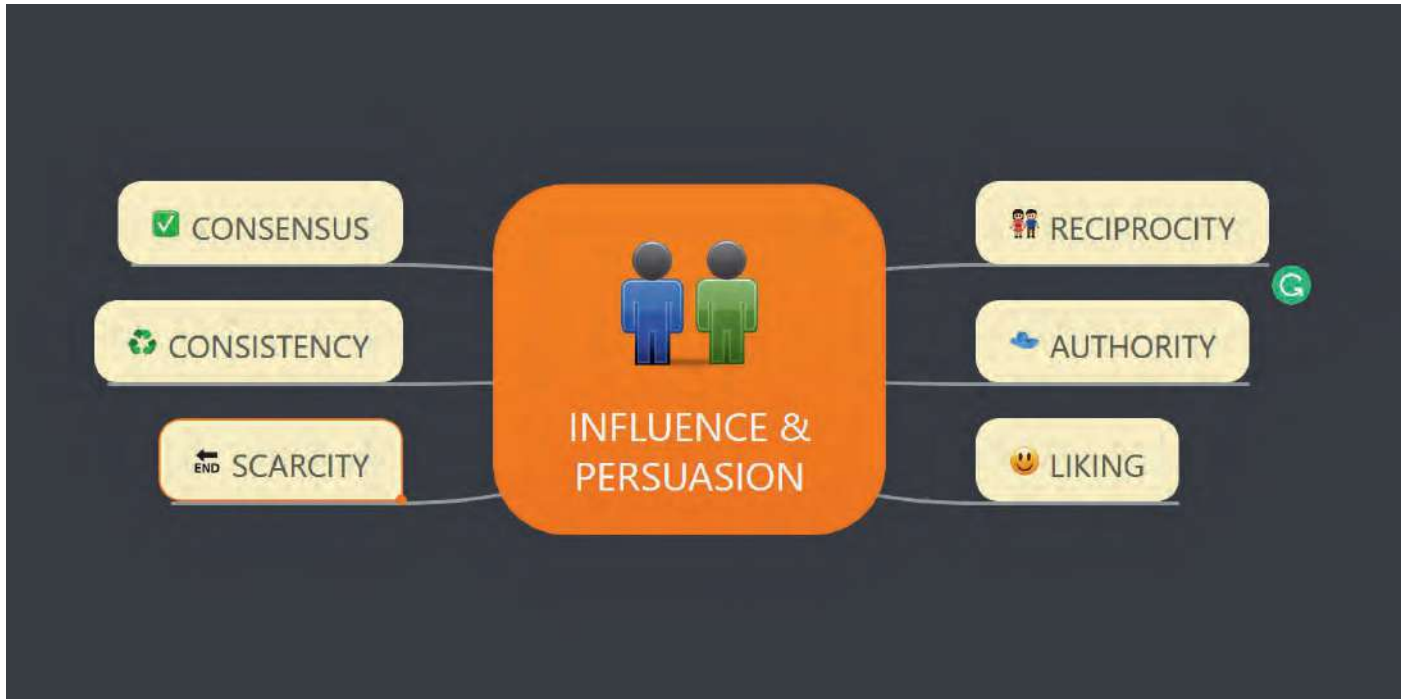 CONSENSUS
CONSISTENCY
END SCARCITY
INFLUENCE &
PERSUASION
RECIPROCITY
AUTHORITY
LIKING